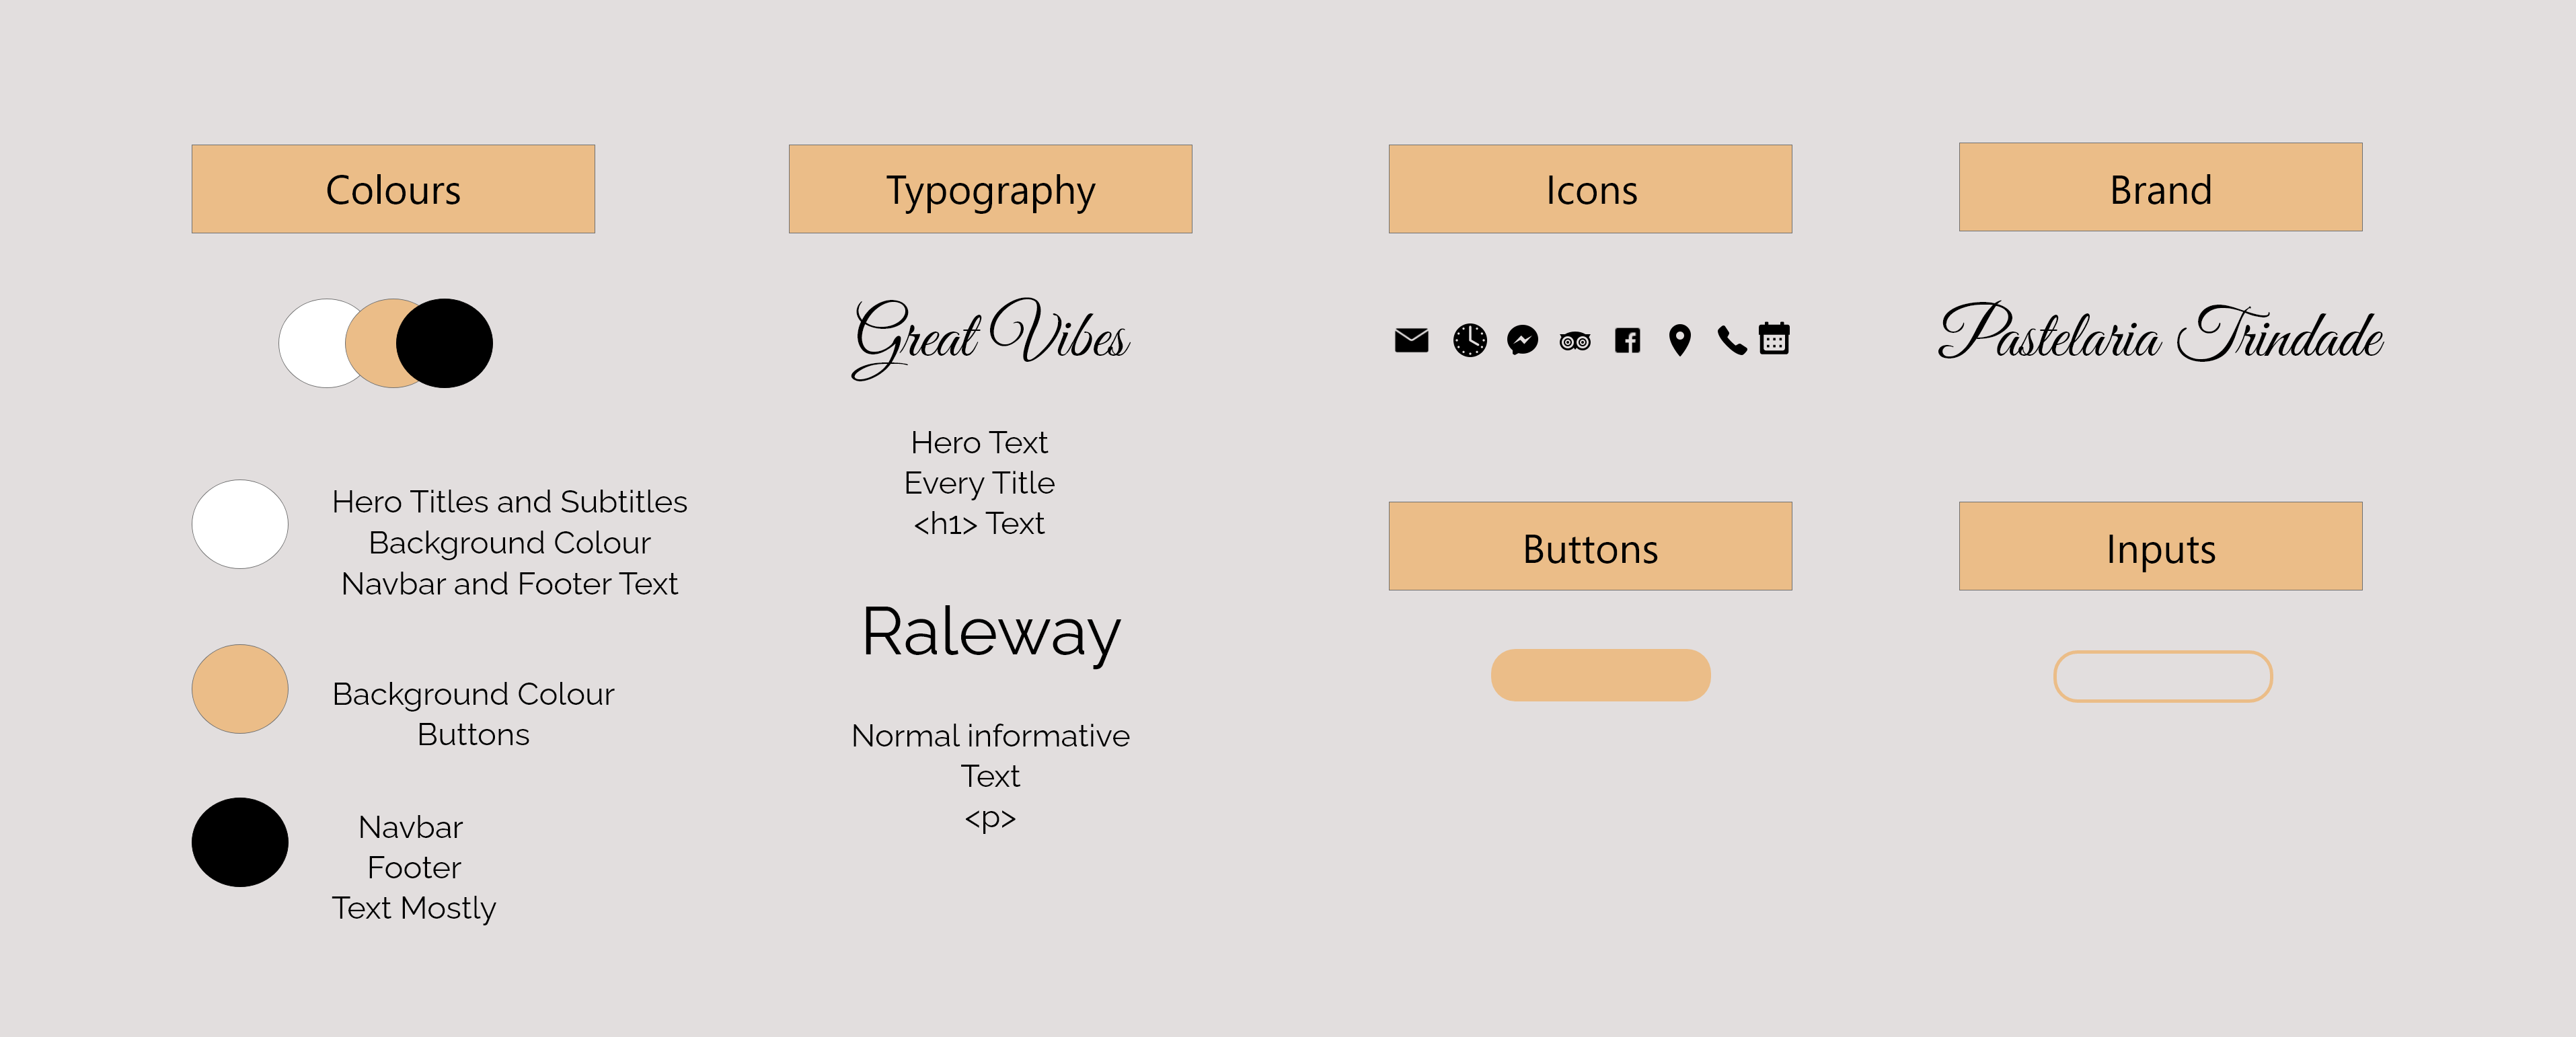 Colours
Hero Titles and Subtitles
Background Colour
Navbar and Footer Text
Background Colour
Buttons
Navbar
Footer
Text Mostly
Typography
Great Vibes
Hero Text
Every Title
<h1> Text
Raleway
Normal informative
Text
<p>
Icons
Buttons
Brand
Pastelaria Trindade
Inputs